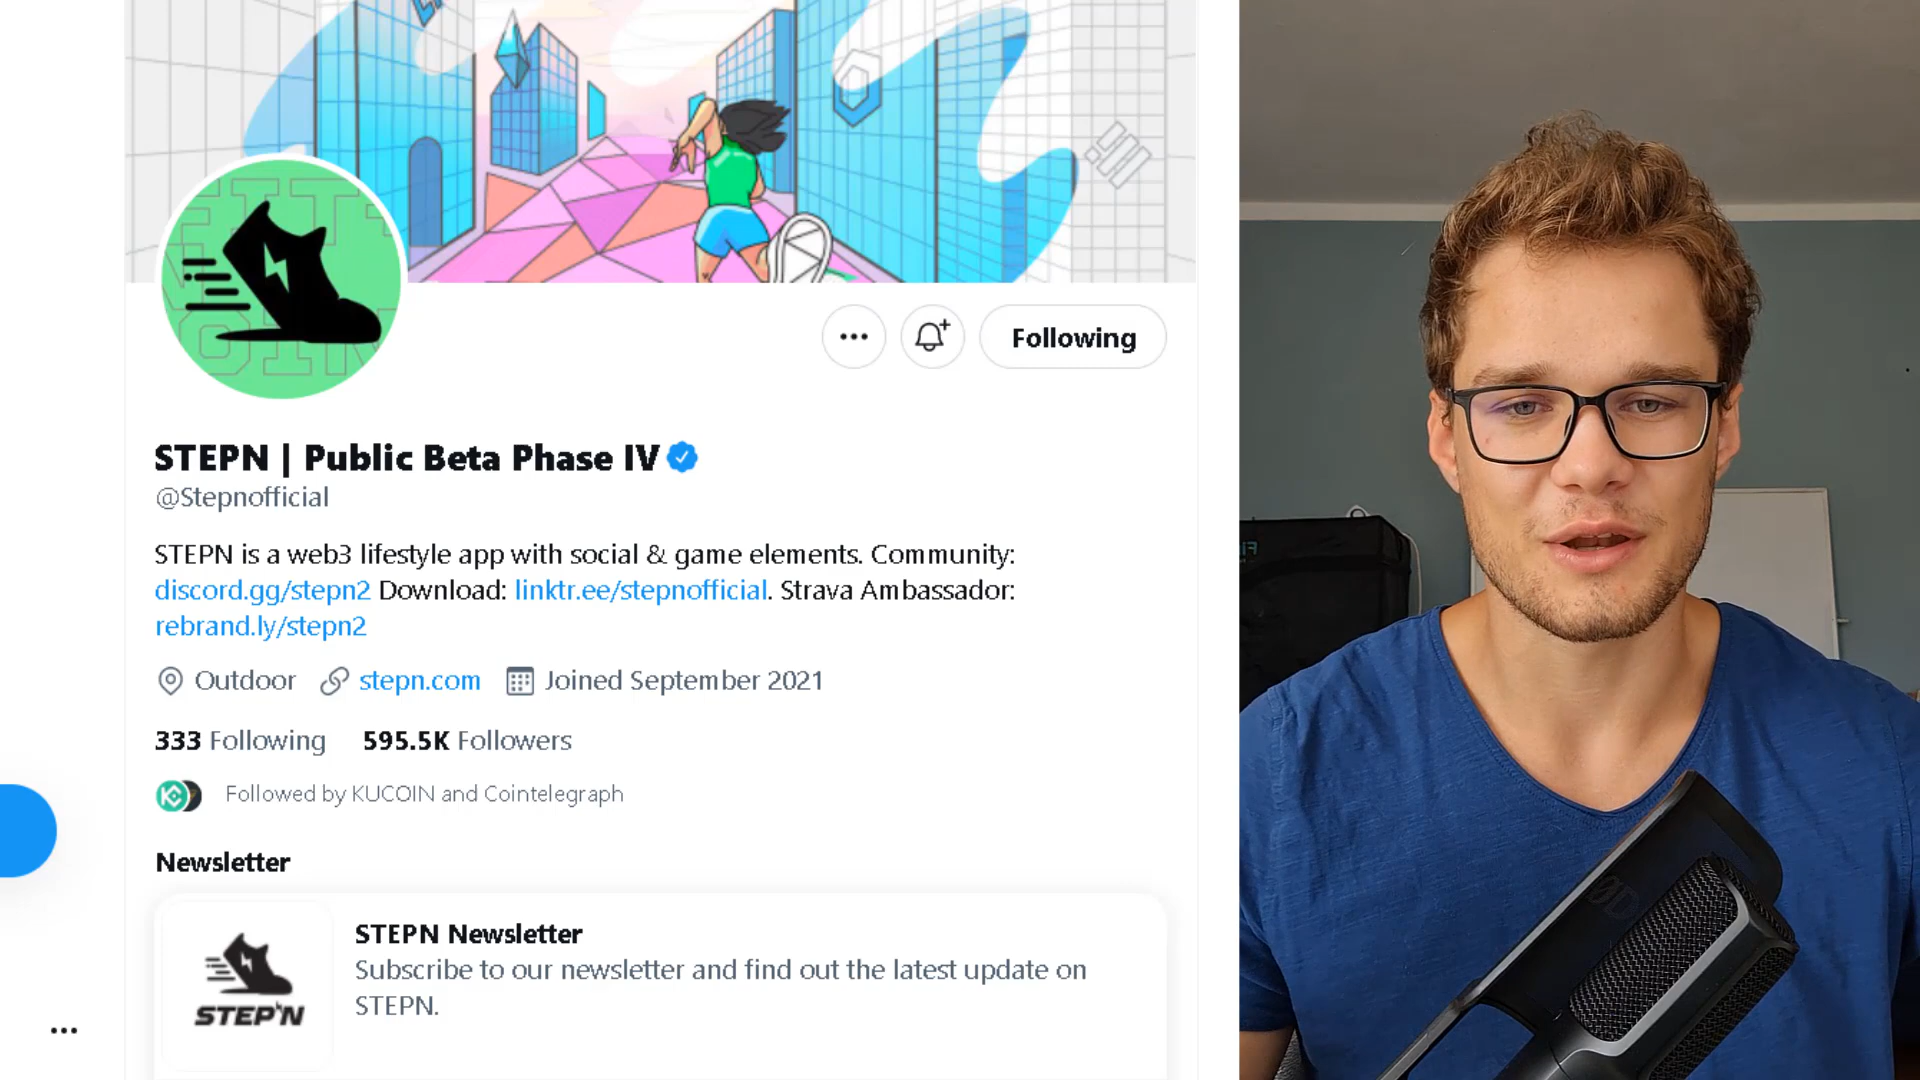 Following
STEPN | Public Beta Phase IV
@Stepnofficial
STEPN is a web3 lifestyle app with social & game elements. Community:
discord.gg/stepn2 Download: linktr.ee/stepnofficial. Strava Ambassador:
rebrand.ly/stepn2
Outdoor stepn.com Joined September 2021
333 Following 595.5K Followers
Followed by KUCOIN and Cointelegraph
Newsletter
STEPN Newsletter
Subscribe to our newsletter and find out the latest update on
STEPN.
STEP'N